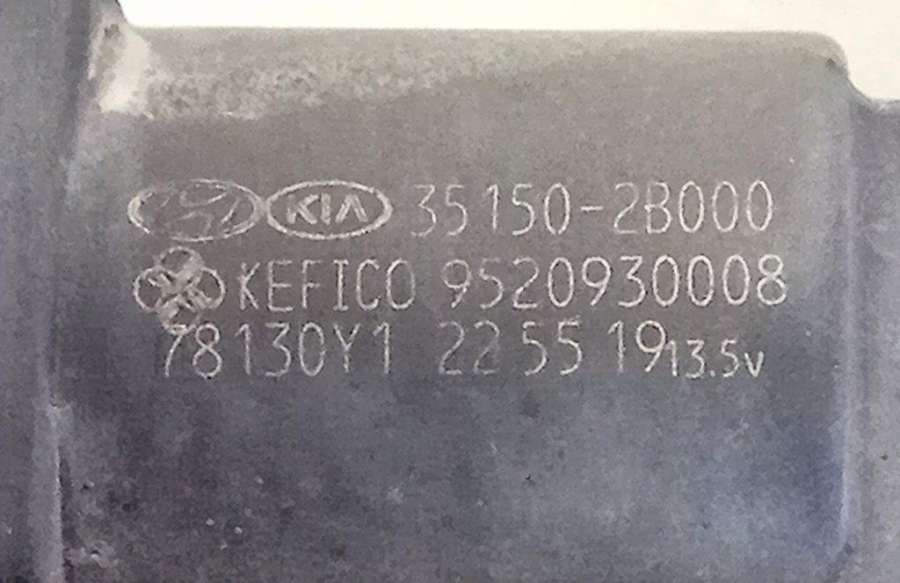 KIA 35150-2B000
KEFICO 9520930008
78130Y1 22 55 19 13.5v